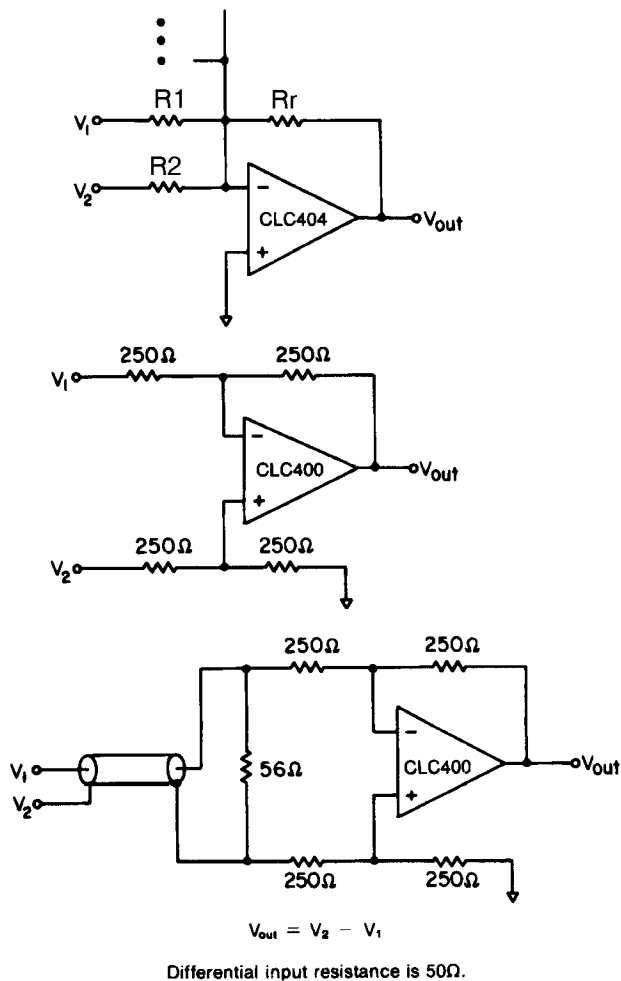 R1 Rr
V₁
R2
V₂ − CLC404 Vout
+
250Ω 250Ω
V₁
−
CLC400 Vout
+
250Ω 250Ω
V₂
250Ω 250Ω
−
V₁ 56Ω CLC400 Vout
V₂ +
250Ω 250Ω
Vout = V₂ − V₁
Differential input resistance is 50Ω.